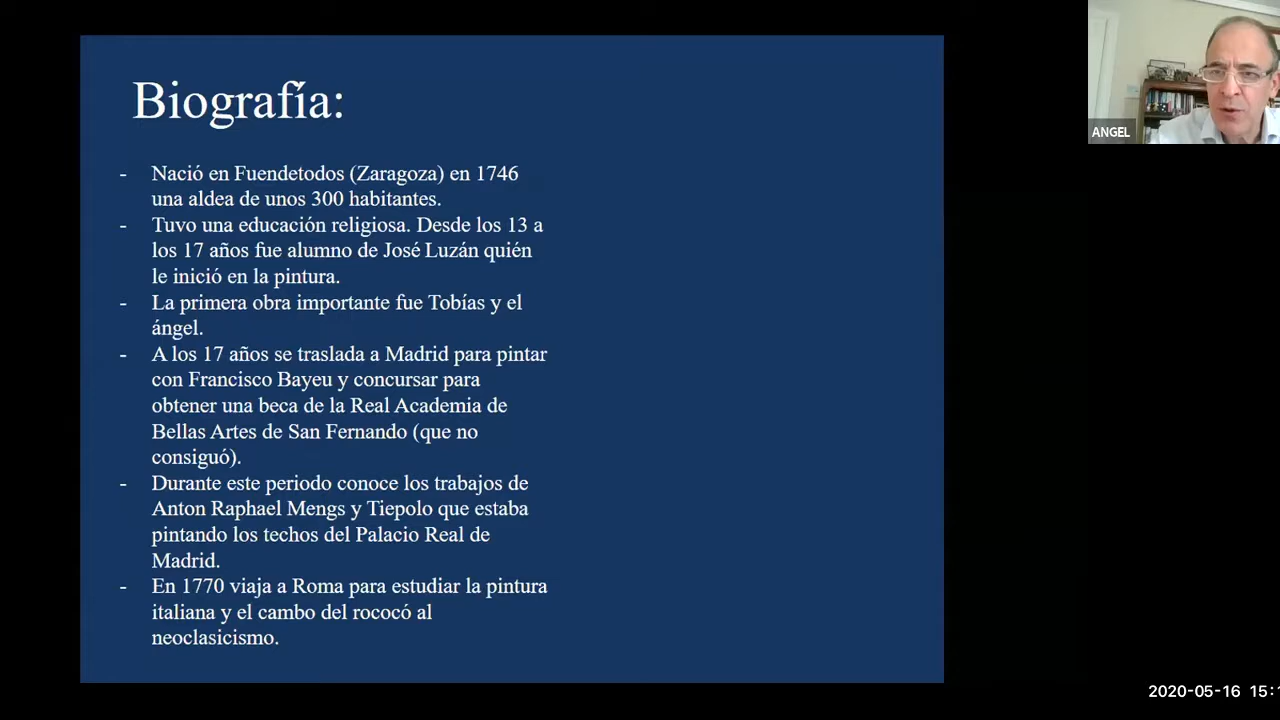 Biografía:
- Nació en Fuendetodos (Zaragoza) en 1746
una aldea de unos 300 habitantes.
- Tuvo una educación religiosa. Desde los 13 a
los 17 años fue alumno de José Luzán quién
le inició en la pintura.
- La primera obra importante fue Tobías y el
ángel.
- A los 17 años se traslada a Madrid para pintar
con Francisco Bayeu y concursar para
obtener una beca de la Real Academia de
Bellas Artes de San Fernando (que no
consiguó).
- Durante este periodo conoce los trabajos de
Anton Raphael Mengs y Tiepolo que estaba
pintando los techos del Palacio Real de
Madrid.
- En 1770 viaja a Roma para estudiar la pintura
italiana y el cambo del rococó al
neoclasicismo.
ANGEL
2020-05-16 15:1